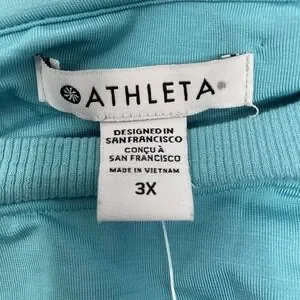 ATHLETA
DESIGNED IN
SAN FRANCISCO
CONÇU À
SAN FRANCISCO
MADE IN VIETNAM
3X